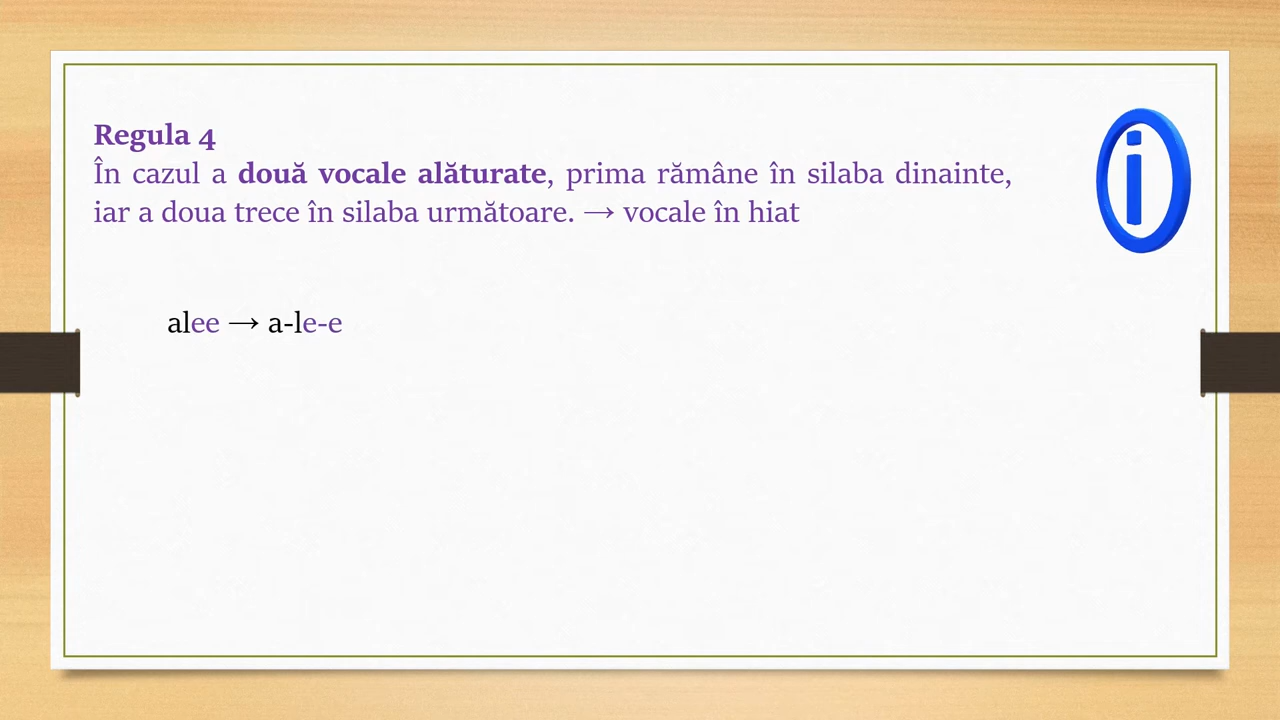 Regula 4
În cazul a două vocale alăturate, prima rămâne în silaba dinainte,
iar a doua trece în silaba următoare. → vocale în hiat
i
alee → a-le-e